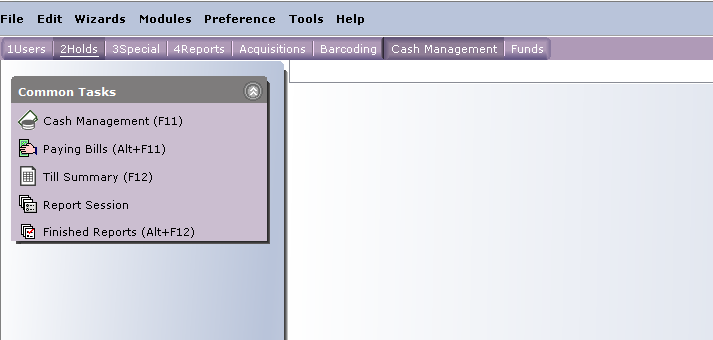 File Edit Wizards Modules Preference Tools Help
1Users 2Holds 3Special 4Reports Acquisitions Barcoding Cash Management Funds
Common Tasks
Cash Management (F11)
Paying Bills (Alt+F11)
Till Summary (F12)
Report Session
Finished Reports (Alt+F12)